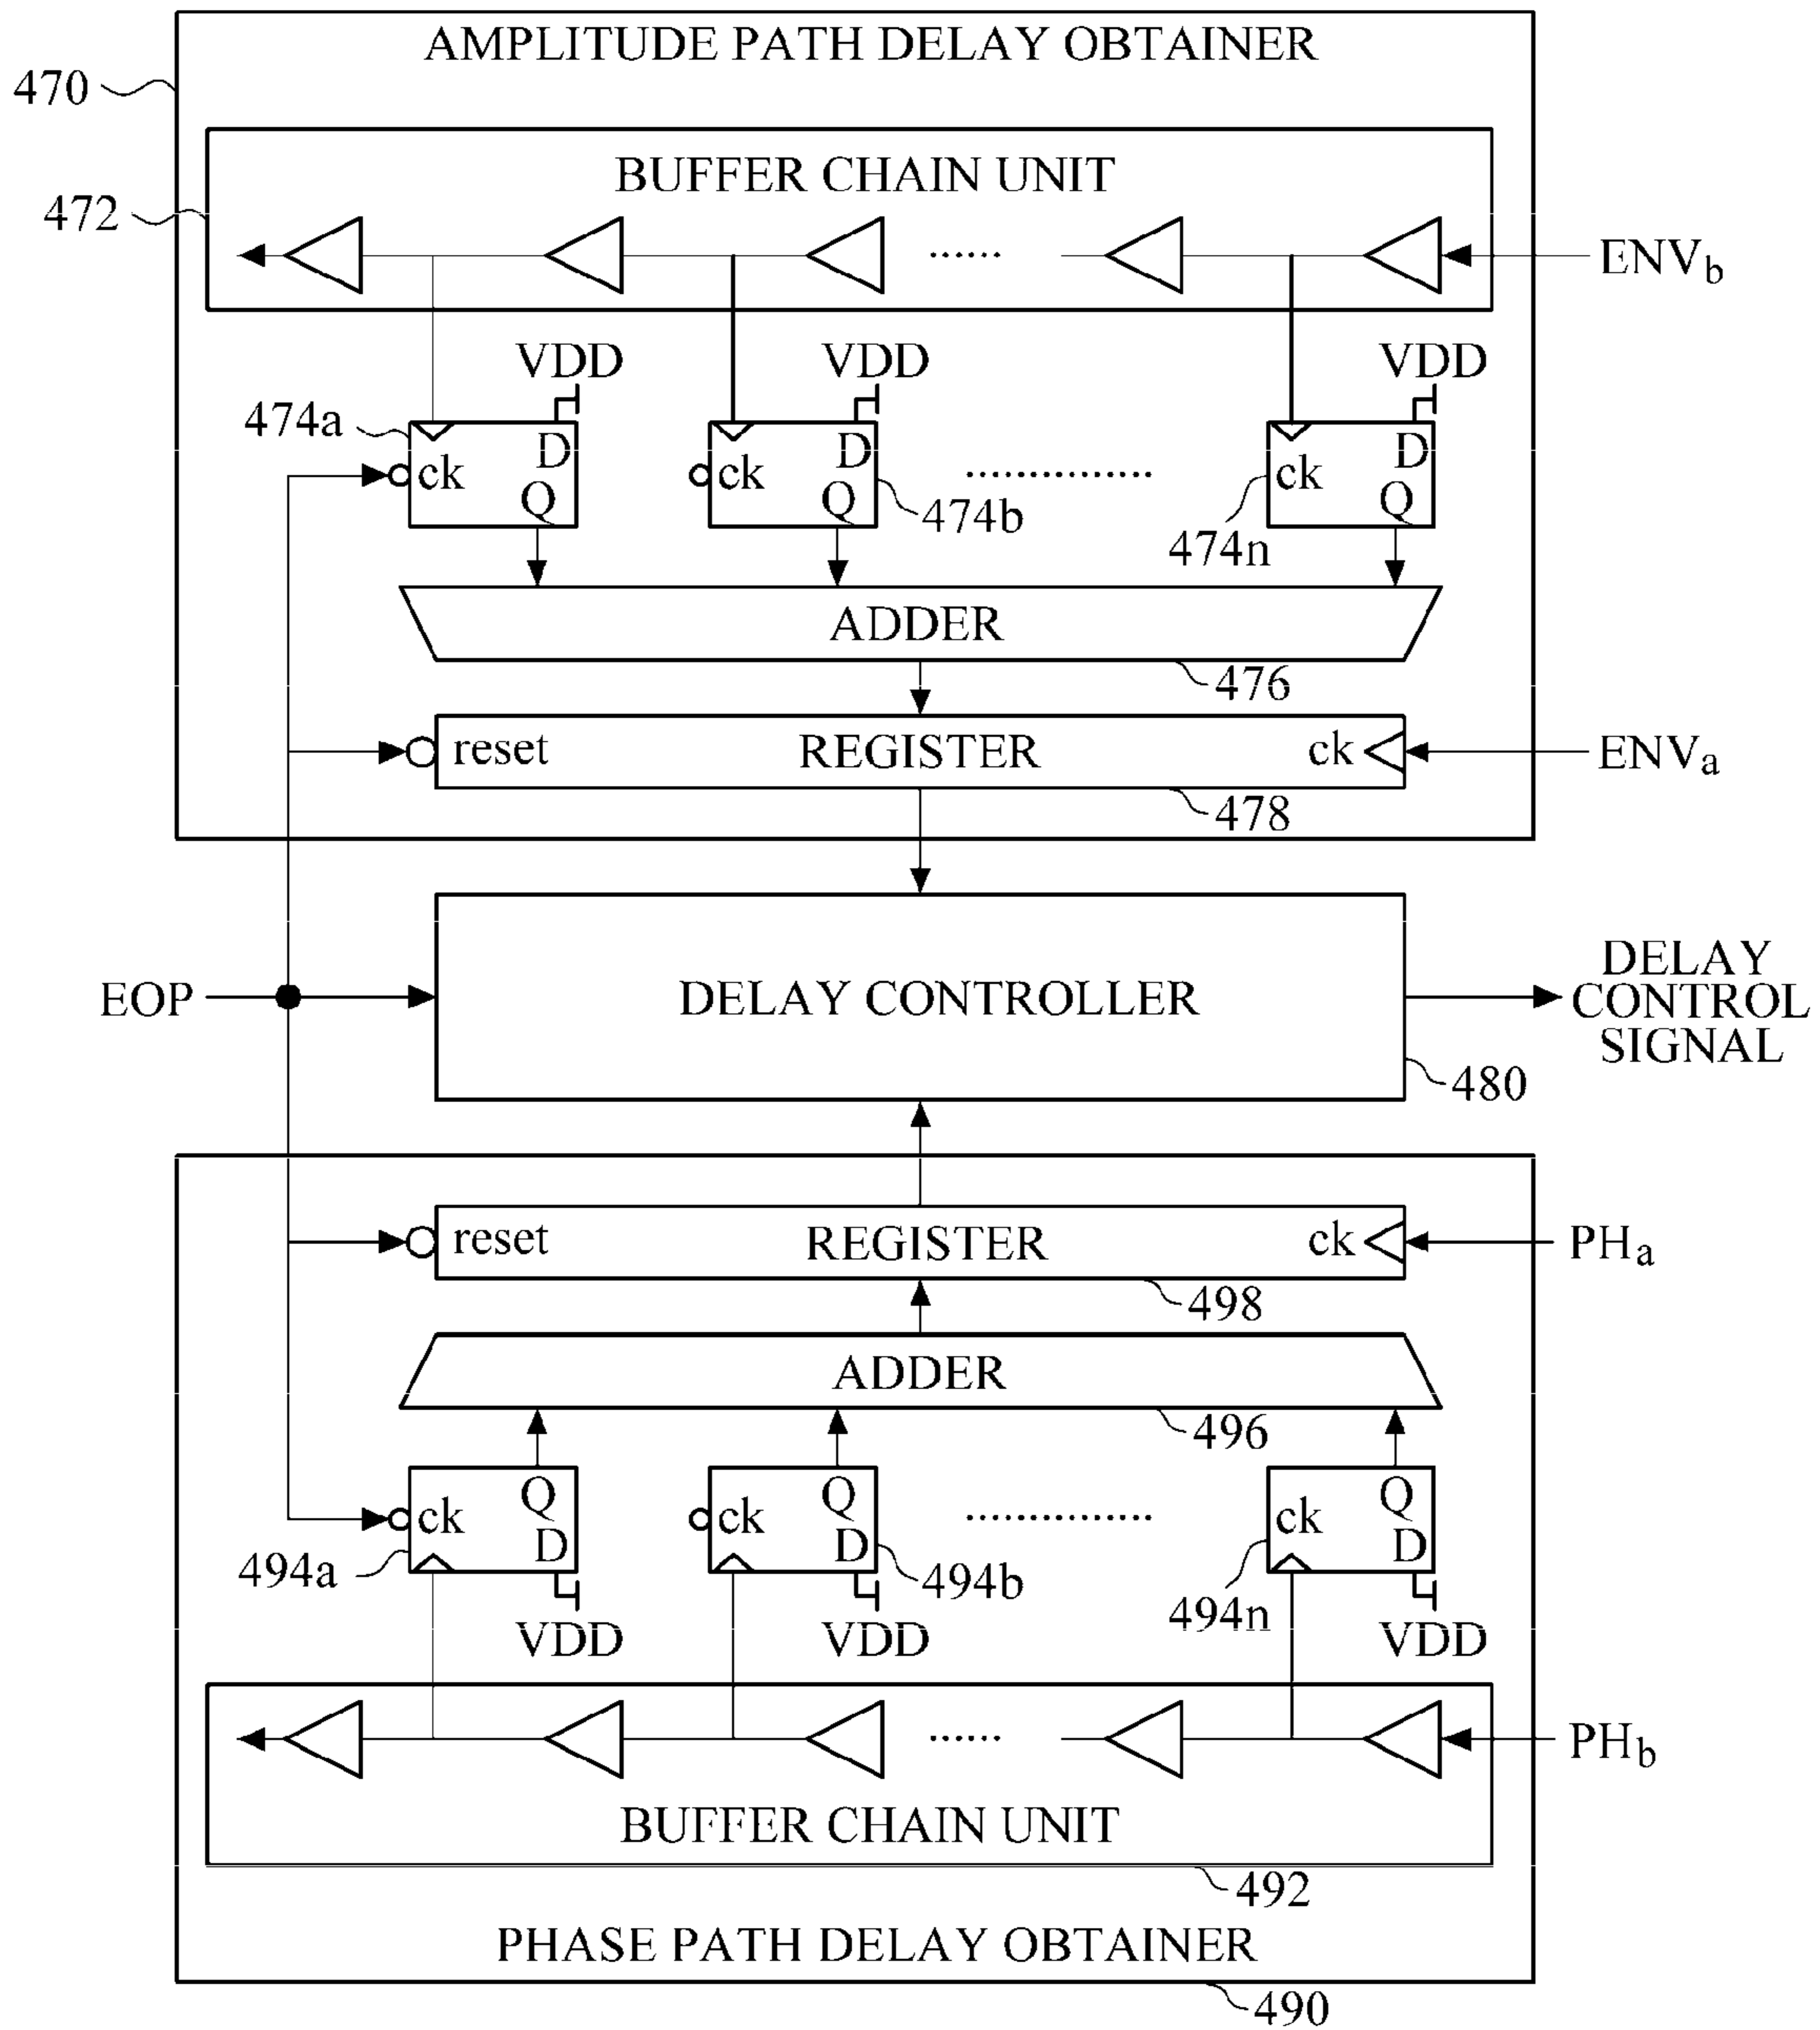 AMPLITUDE PATH DELAY OBTAINER
470
BUFFER CHAIN UNIT
472
ENVb
VDD
VDD
VDD
474a
ck
D
Q
ck
D
Q
474b
ck
D
Q
474n
ADDER
476
reset
REGISTER
ck
ENVa
478
EOP
DELAY CONTROLLER
DELAY
CONTROL
SIGNAL
480
reset
REGISTER
ck
PHa
498
ADDER
496
ck
Q
D
494a
ck
Q
D
494b
ck
Q
D
494n
VDD
VDD
VDD
PHb
BUFFER CHAIN UNIT
492
PHASE PATH DELAY OBTAINER
490